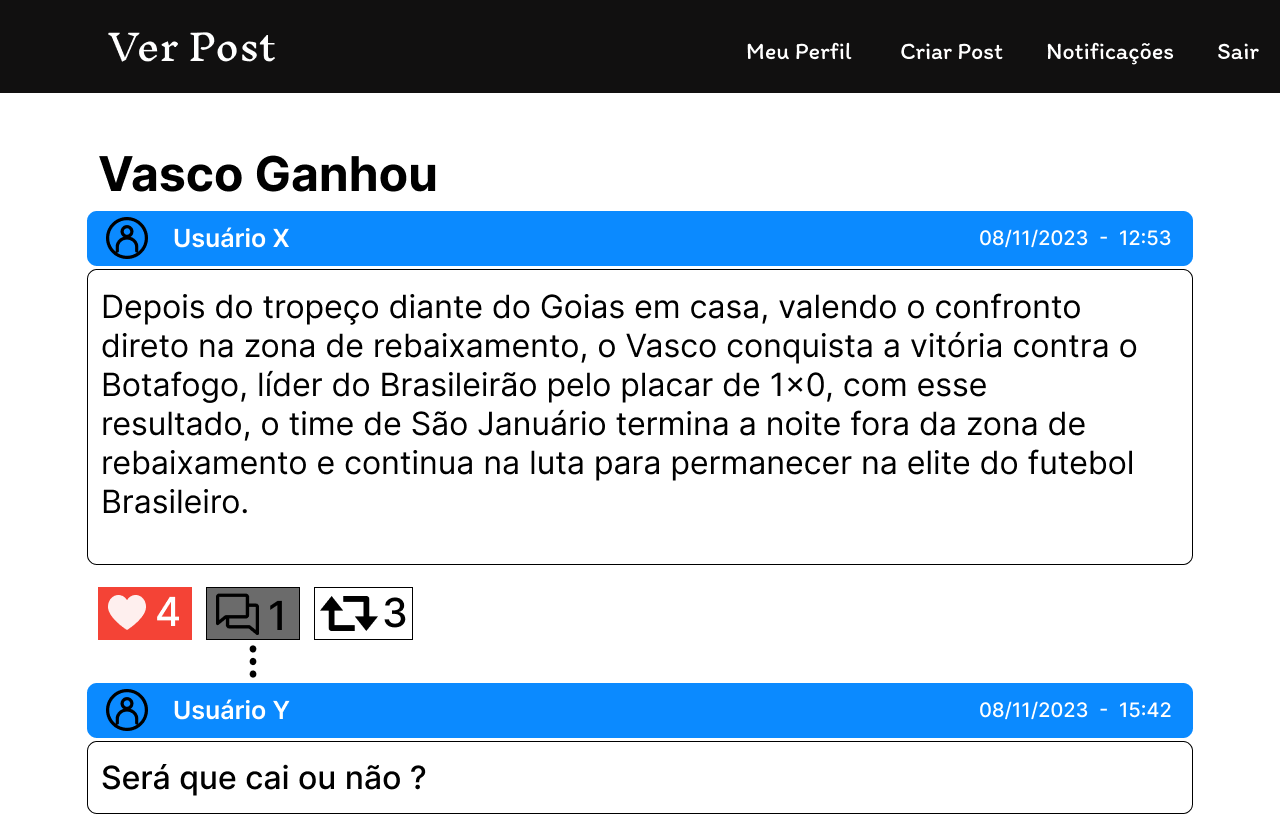 Ver Post
Meu Perfil Criar Post Notificações Sair
Vasco Ganhou
Usuário X 08/11/2023 - 12:53
Depois do tropeço diante do Goias em casa, valendo o confronto
direto na zona de rebaixamento, o Vasco conquista a vitória contra o
Botafogo, líder do Brasileirão pelo placar de 1x0, com esse
resultado, o time de São Januário termina a noite fora da zona de
rebaixamento e continua na luta para permanecer na elite do futebol
Brasileiro.
4 1 3
Usuário Y 08/11/2023 - 15:42
Será que cai ou não ?